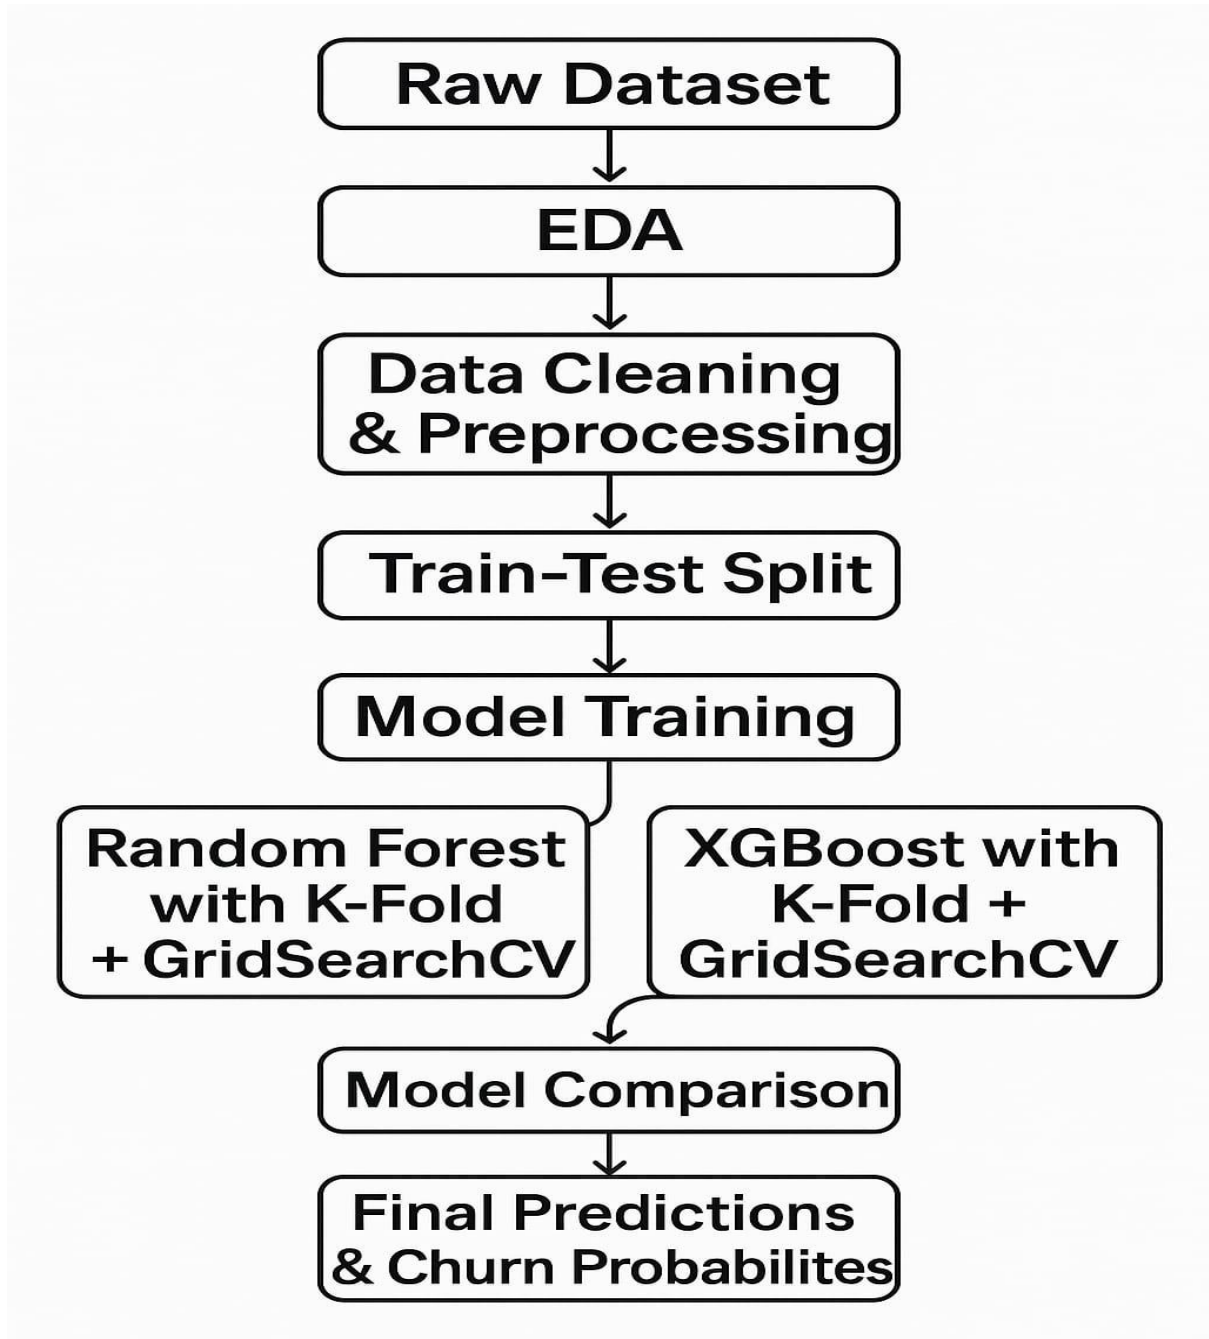 Raw Dataset
EDA
Data Cleaning
& Preprocessing
Train-Test Split
Model Training
Random Forest
with K-Fold
+ GridSearchCV
XGBoost with
K-Fold +
GridSearchCV
Model Comparison
Final Predictions
& Churn Probabilites